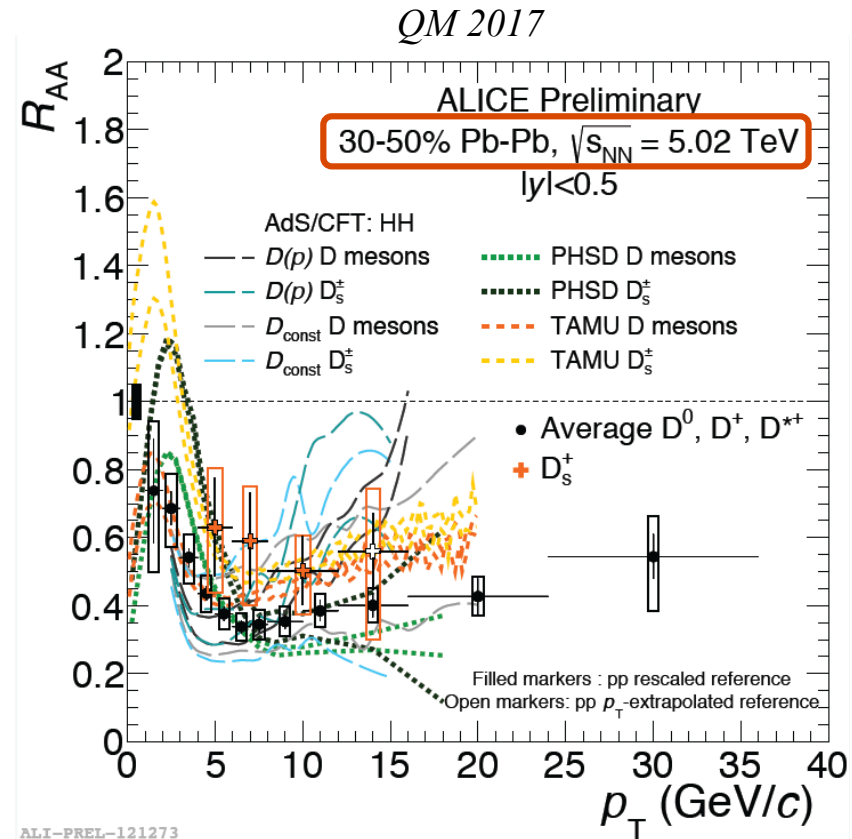 QM 2017
R_AA
ALICE Preliminary
30-50% Pb-Pb, √s_NN = 5.02 TeV
|y|<0.5
AdS/CFT: HH
D(p) D mesons
D(p) D_s^±
D_const D mesons
D_const D_s^±
PHSD D mesons
PHSD D_s^±
TAMU D mesons
TAMU D_s^±
Average D^0, D^+, D*^+
D_s^+
Filled markers : pp rescaled reference
Open markers: pp p_T-extrapolated reference
2
1.8
1.6
1.4
1.2
1
0.8
0.6
0.4
0.2
0
0 5 10 15 20 25 30 35 40
p_T (GeV/c)
ALI-PREL-121273